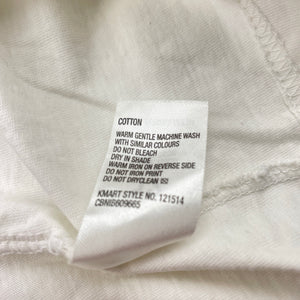 COTTON
WARM GENTLE MACHINE WASH
WITH SIMILAR COLOURS
DO NOT BLEACH
DRY IN SHADE
WARM IRON ON REVERSE SIDE
DO NOT IRON PRINT
DO NOT DRYCLEAN
KMART STYLE NO. 121514
CBNIB609665